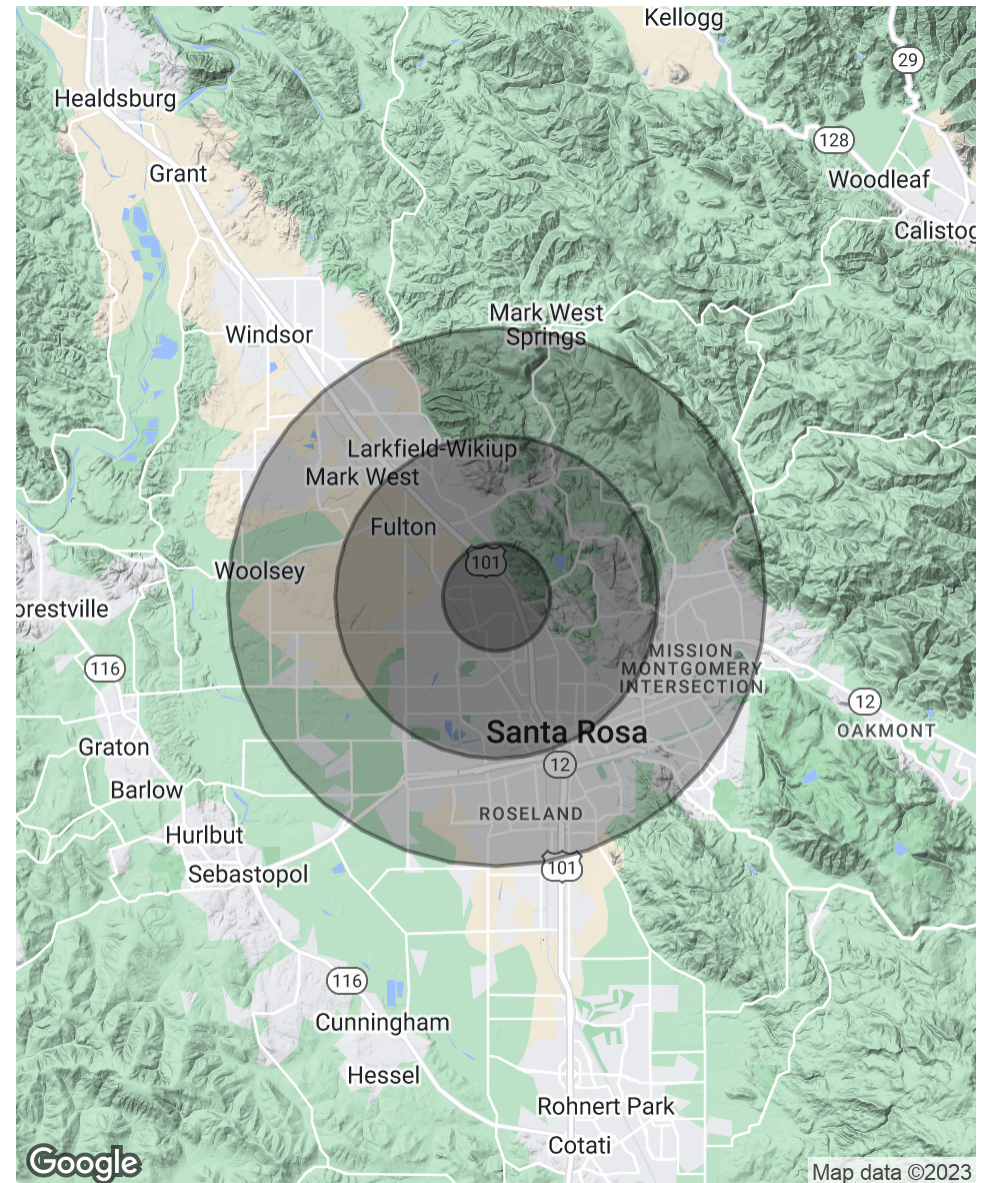 Kellogg
29
Healdsburg
128
Grant
Woodleaf
Calistog
Mark West
Springs
Windsor
Larkfield-Wikiup
Mark West
Fulton
101
Woolsey
orestville
MISSION
MONTGOMERY
INTERSECTION
116
12
OAKMONT
Santa Rosa
Graton
12
Barlow
ROSELAND
Hurlbut
101
Sebastopol
116
Cunningham
Hessel
Rohnert Park
Cotati
Google
Map data ©2023